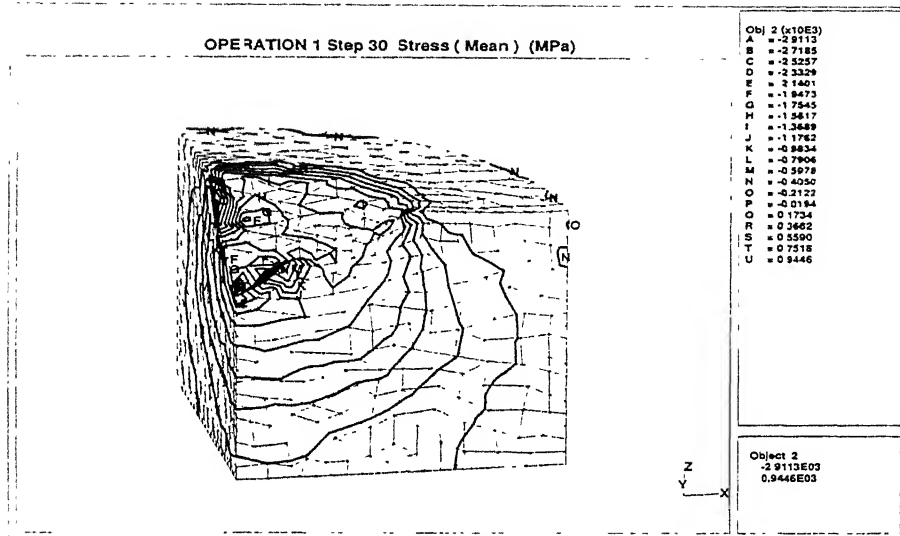 OPERATION 1 Step 30 Stress ( Mean ) (MPa)
Obj 2 (x10E3)
A = -2.9113
B = -2.7185
C = -2.5257
D = -2.3329
E = 2.1401
F = -1.9473
G = -1.7545
H = -1.5617
I = -1.3689
J = -1.1762
K = -0.9834
L = -0.7906
M = -0.5978
N = -0.4050
O = -0.2122
P = -0.0194
Q = 0.1734
R = 0.3662
S = 0.5590
T = 0.7518
U = 0.9446
N
N
N
N
O
N
F
F
Z
Y
X
Object 2
-2.9113E03
0.9446E03